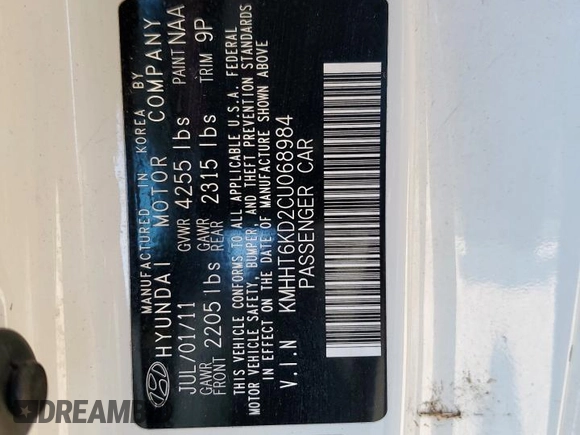 MANUFACTURED IN KOREA BY
HYUNDAI MOTOR COMPANY
JUL/01/11 GVWR 4255 lbs PAINT NAA
GAWR FRONT 2205 lbs GAWR REAR 2315 lbs TRIM 9P
THIS VEHICLE CONFORMS TO ALL APPLICABLE U.S.A. FEDERAL
MOTOR VEHICLE SAFETY, BUMPER, AND THEFT PREVENTION STANDARDS
IN EFFECT ON THE DATE OF MANUFACTURE SHOWN ABOVE
V.I.N KMHHT6KD2CU068984
PASSENGER CAR